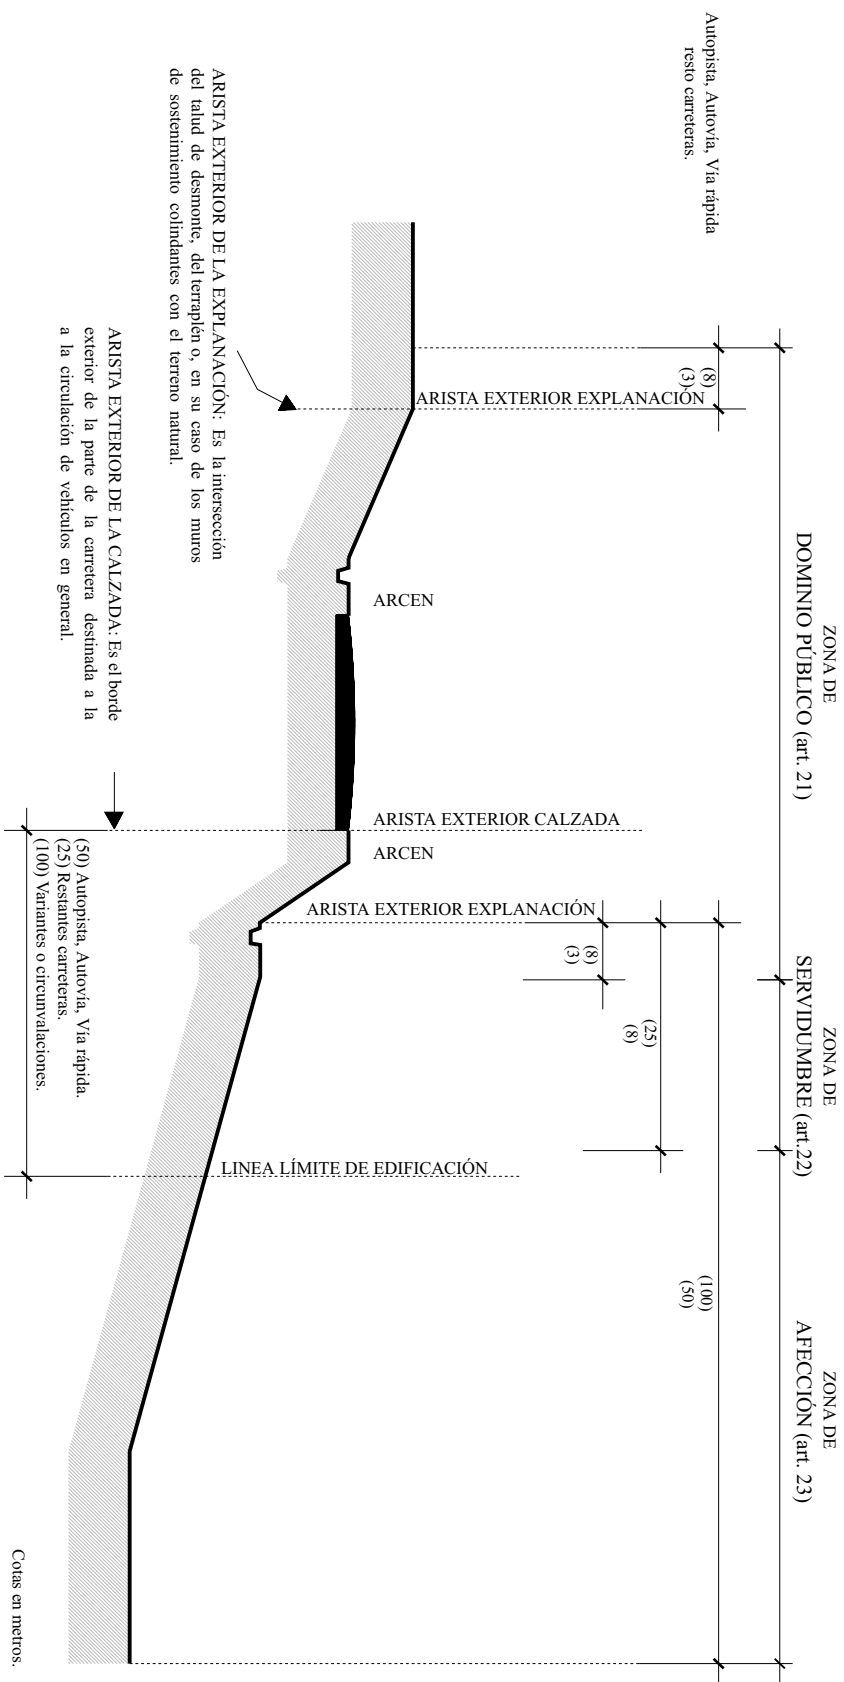 Autopista, Autovía, Vía rápida
resto carreteras.
ZONA DE
DOMINIO PÚBLICO (art. 21)
ZONA DE
SERVIDUMBRE (art.22)
ZONA DE
AFECCIÓN (art. 23)
(8)
(3)
ARISTA EXTERIOR EXPLANACIÓN
(100)
(50)
(25)
(8)
(8)
(3)
ARCEN
ARISTA EXTERIOR CALZADA
ARCEN
ARISTA EXTERIOR EXPLANACIÓN
LINEA LÍMITE DE EDIFICACIÓN
ARISTA EXTERIOR DE LA EXPLANACIÓN: Es la intersección
del talud de desmonte, del terraplén o, en su caso de los muros
de sostenimiento colindantes con el terreno natural.
ARISTA EXTERIOR DE LA CALZADA: Es el borde
exterior de la parte de la carretera destinada a la
a la circulación de vehículos en general.
(50) Autopista, Autovía, Vía rápida.
(25) Restantes carreteras.
(100) Variantes o circunvalaciones.
Cotas en metros.